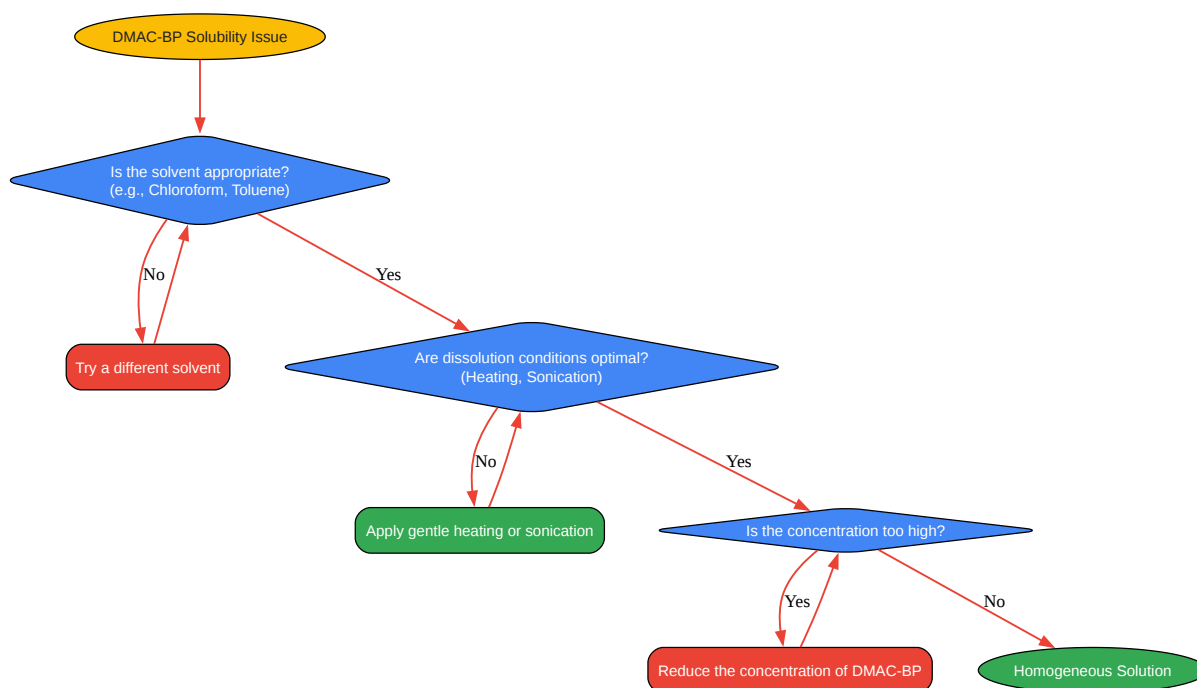 DMAC-BP Solubility Issue
Is the solvent appropriate?
(e.g., Chloroform, Toluene)
No
Yes
Try a different solvent
Are dissolution conditions optimal?
(Heating, Sonication)
No
Yes
Apply gentle heating or sonication
Is the concentration too high?
Yes
No
Reduce the concentration of DMAC-BP
Homogeneous Solution